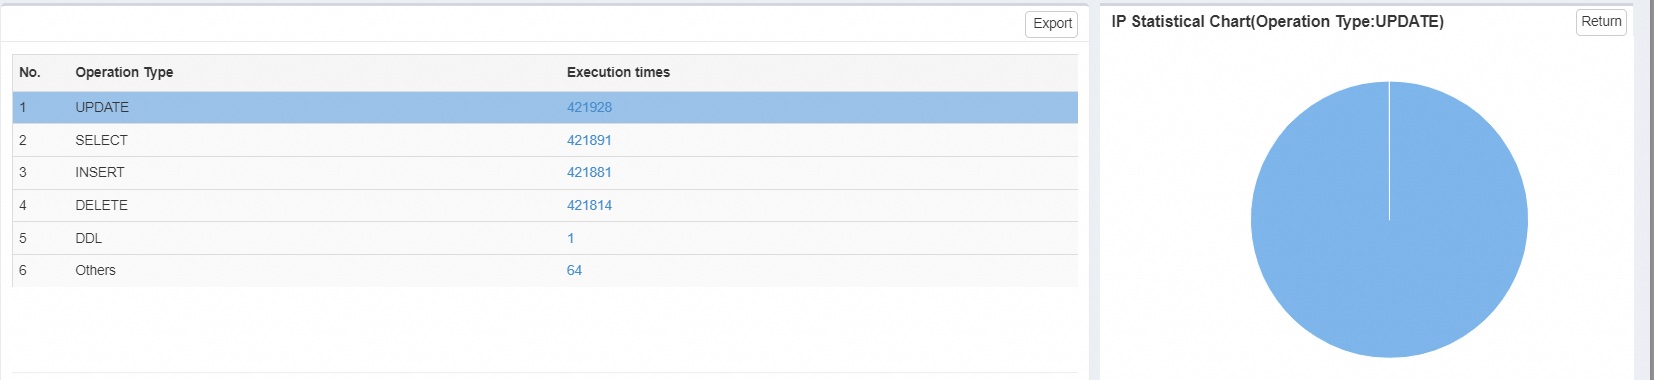 Export
No. Operation Type Execution times
1 UPDATE 421928
2 SELECT 421891
3 INSERT 421881
4 DELETE 421814
5 DDL 1
6 Others 64
IP Statistical Chart(Operation Type:UPDATE) Return